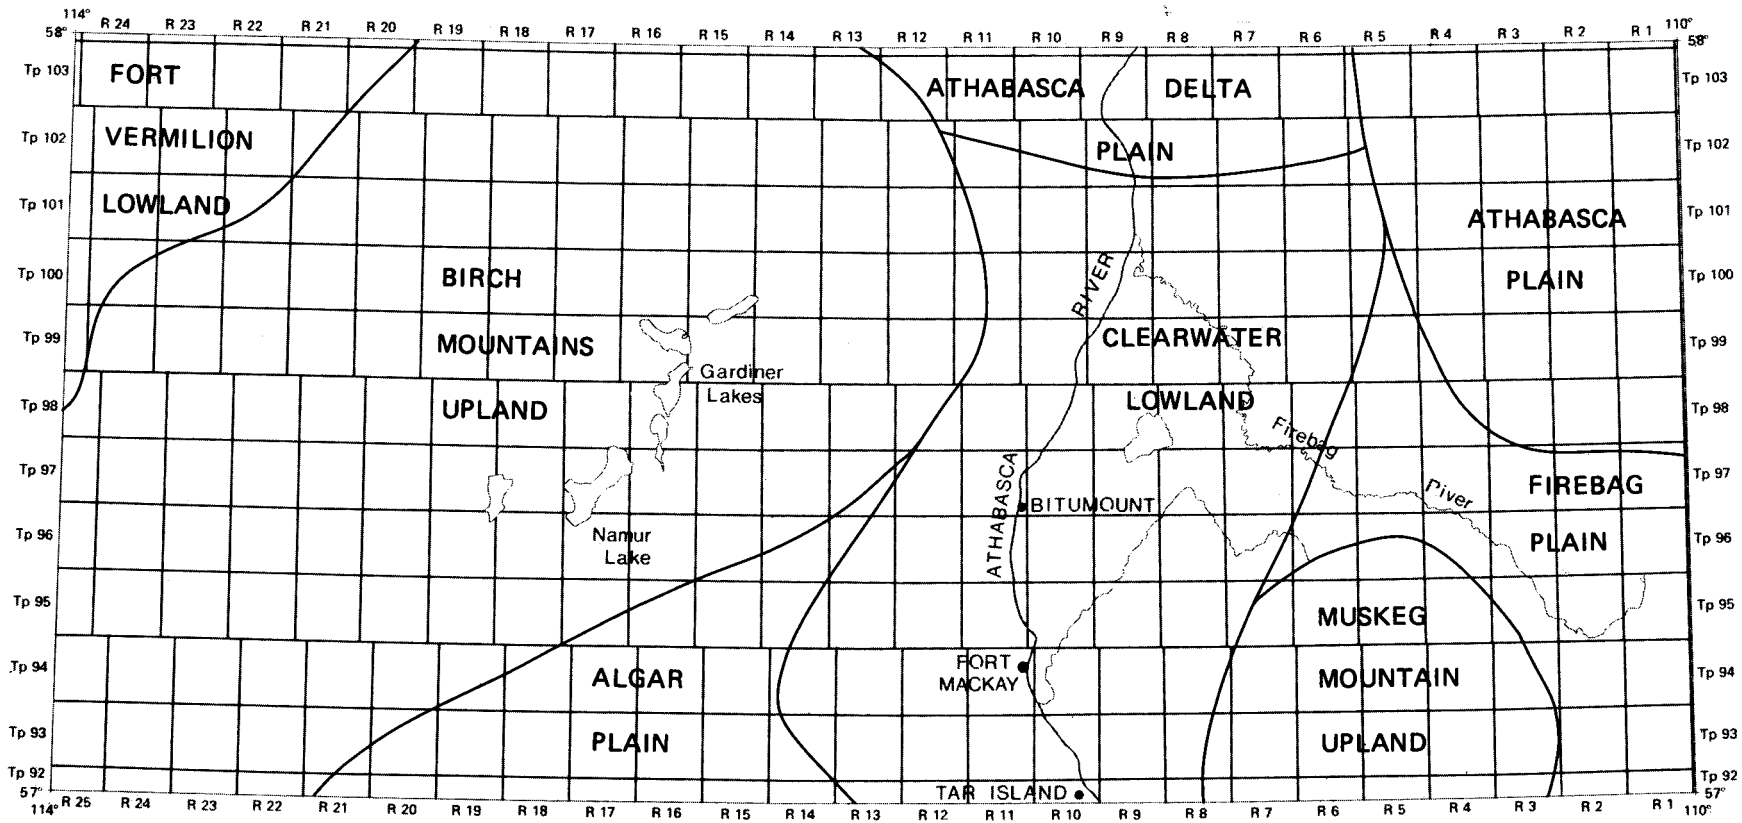 114° R 24 R 23 R 22 R 21 R 20 R 19 R 18 R 17 R 16 R 15 R 14 R 13 R 12 R 11 R 10 R 9 R 8 R 7 R 6 R 5 R 4 R 3 R 2 R 1 110°
58° 58°
Tp 103 FORT ATHABASCA DELTA Tp 103
Tp 102 VERMILION PLAIN Tp 102
Tp 101 LOWLAND ATHABASCA Tp 101
Tp 100 BIRCH RIVER PLAIN Tp 100
Tp 99 MOUNTAINS CLEARWATER Tp 99
Gardiner
Lakes
Tp 98 UPLAND LOWLAND Tp 98
Firebag
Tp 97 River FIREBAG Tp 97
ATHABASCA BITUMOUNT
Tp 96 Namur PLAIN Tp 96
Lake
Tp 95 MUSKEG Tp 95
Tp 94 ALGAR FORT MOUNTAIN Tp 94
MACKAY
Tp 93 PLAIN UPLAND Tp 93
Tp 92 Tp 92
57° TAR ISLAND 57°
114° R 25 R 24 R 23 R 22 R 21 R 20 R 19 R 18 R 17 R 16 R 15 R 14 R 13 R 12 R 11 R 10 R 9 R 8 R 7 R 6 R 5 R 4 R 3 R 2 R 1 110°